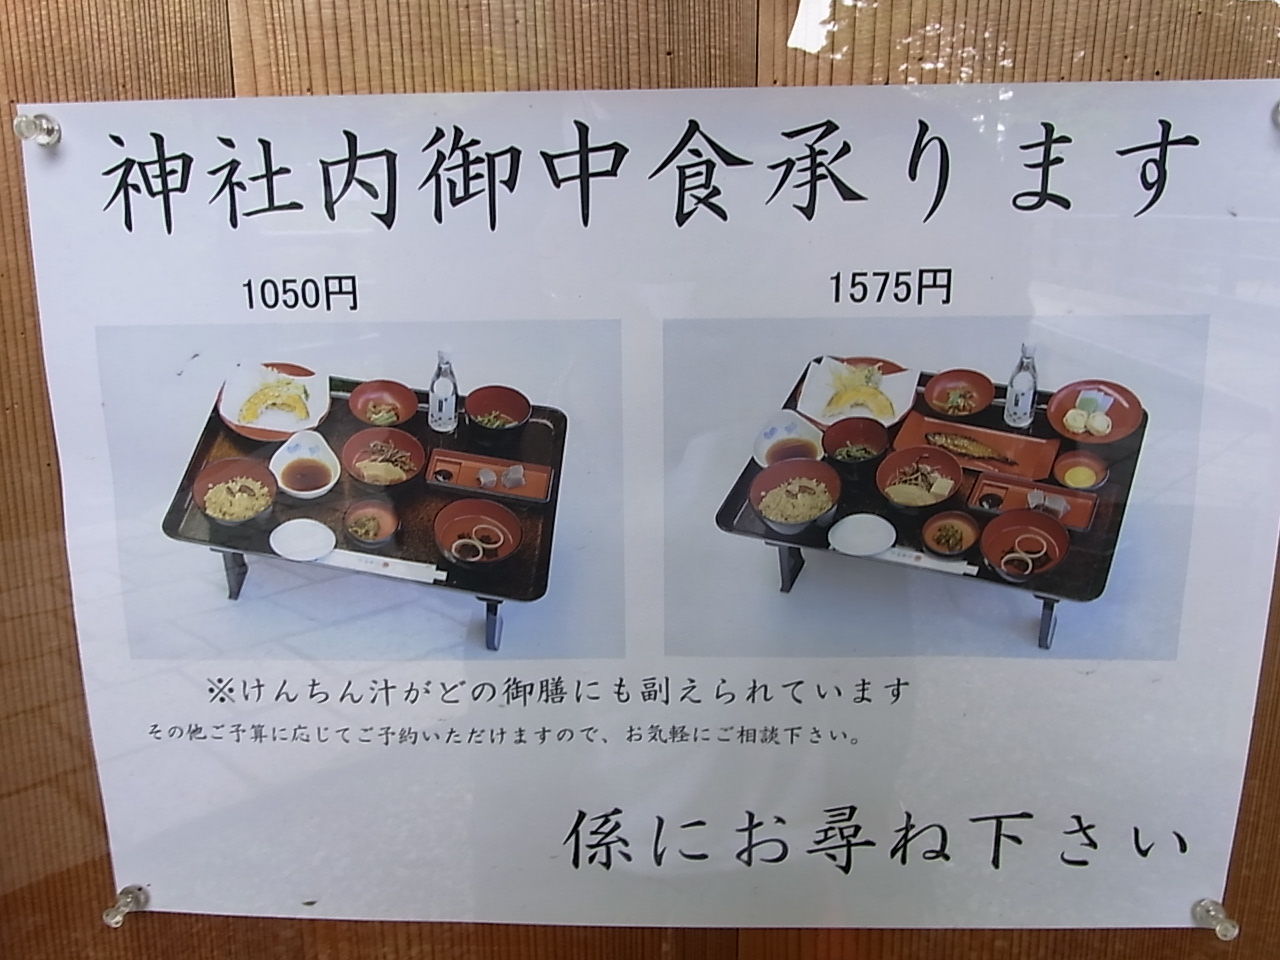 神社内御中食承ります
1050円
1575円
※けんちん汁がどの御膳にも副えられています
その他ご予算に応じてご予約いただけますので、お気軽にご相談下さい。
係にお尋ね下さい